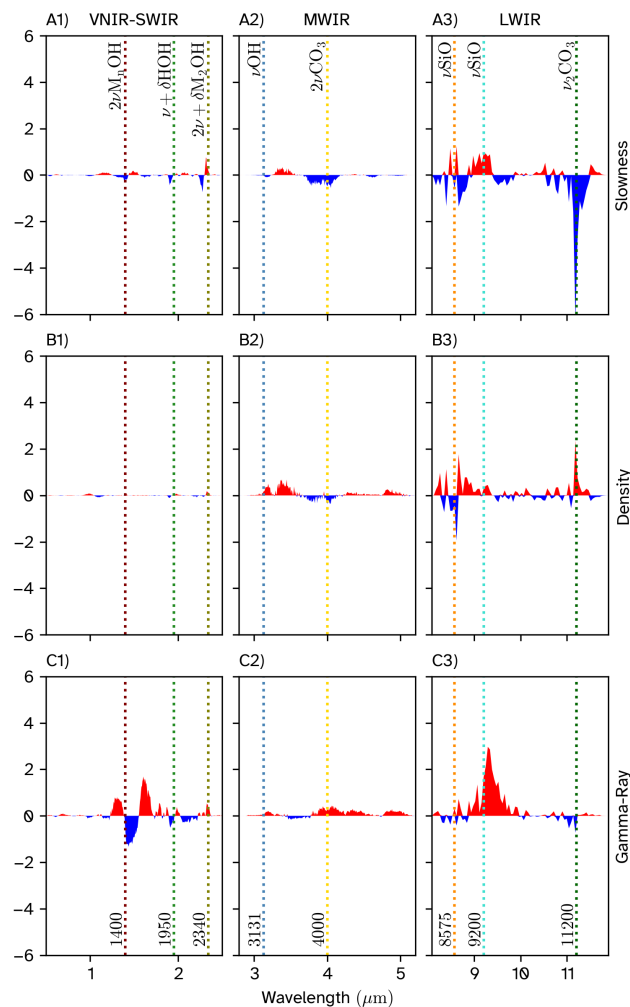 A1) VNIR-SWIR A2) MWIR A3) LWIR
6
4
2
0
−2
−4
−6
2νMₙOH
ν + δHOH
2ν + δM₂OH
νOH
2νCO₃
νSiO
νSiO
ν₂CO₃
Slowness
B1) B2) B3)
6
4
2
0
−2
−4
−6
Density
C1) C2) C3)
6
4
2
0
−2
−4
−6
1400
1950
2340
3131
4000
8575
9200
11200
Gamma-Ray
1 2 3 4 5 9 10 11
Wavelength (μm)